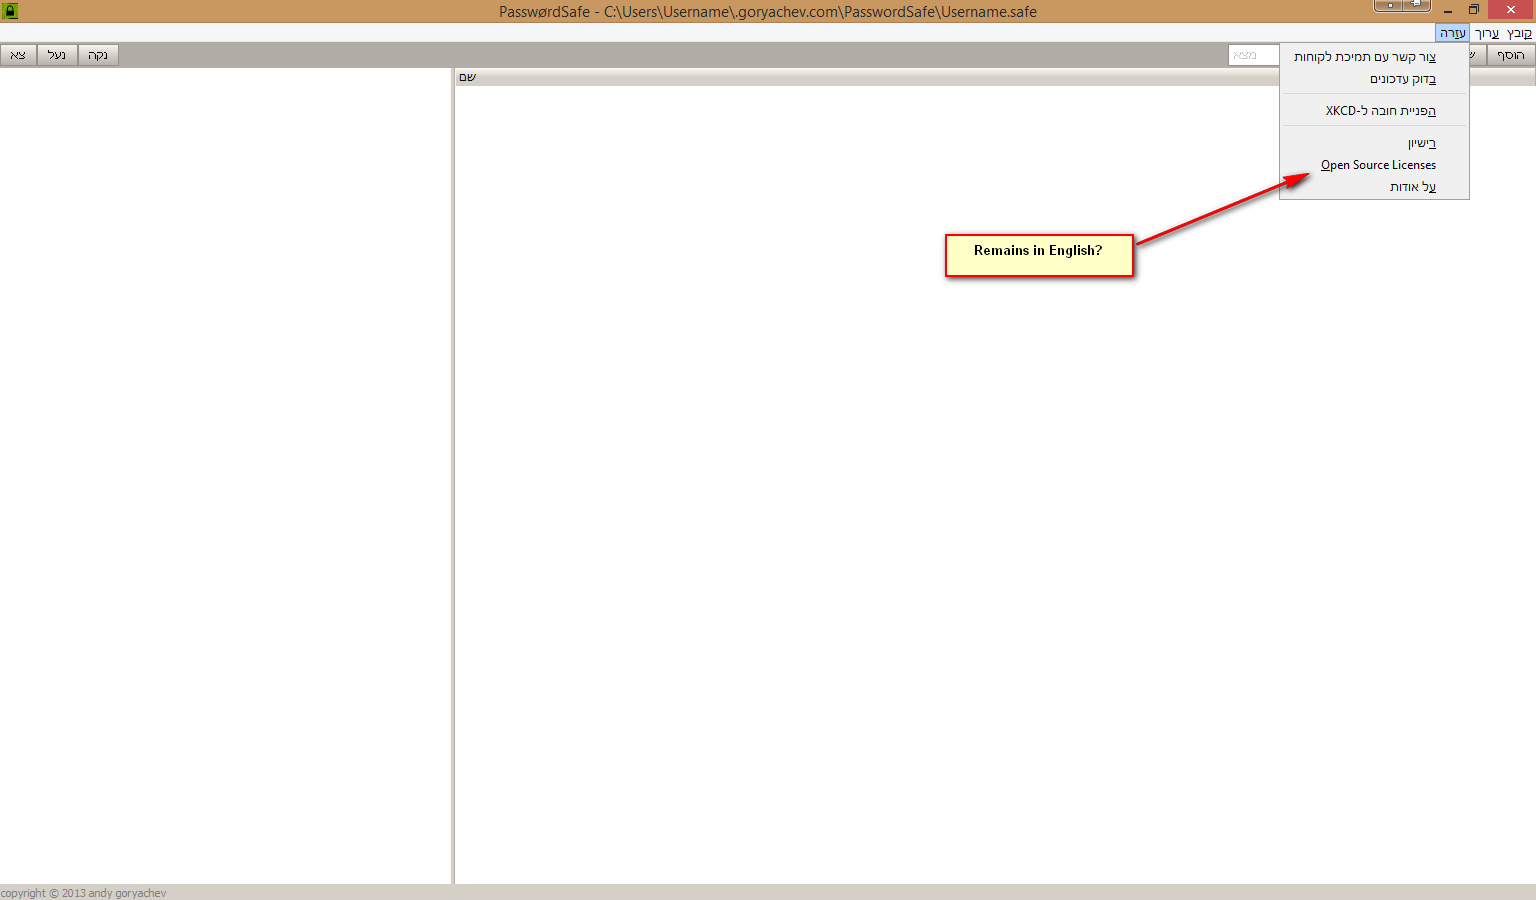 PasswørdSafe - C:\Users\Username\.goryachev.com\PasswordSafe\Username.safe
קובץ ערוך עזרה
הוסף ש מצא נקה נעל צא
שם
צור קשר עם תמיכת לקוחות
בדוק עדכונים
הפניית חובה ל-XKCD
רישיון
Open Source Licenses
על אודות
Remains in English?
copyright © 2013 andy goryachev